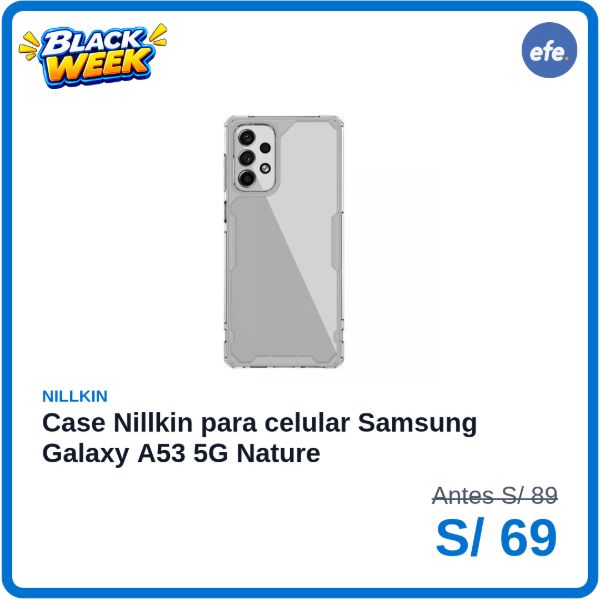 BLACK
WEEK
efe.
NILLKIN
Case Nillkin para celular Samsung
Galaxy A53 5G Nature
Antes S/ 89
S/ 69